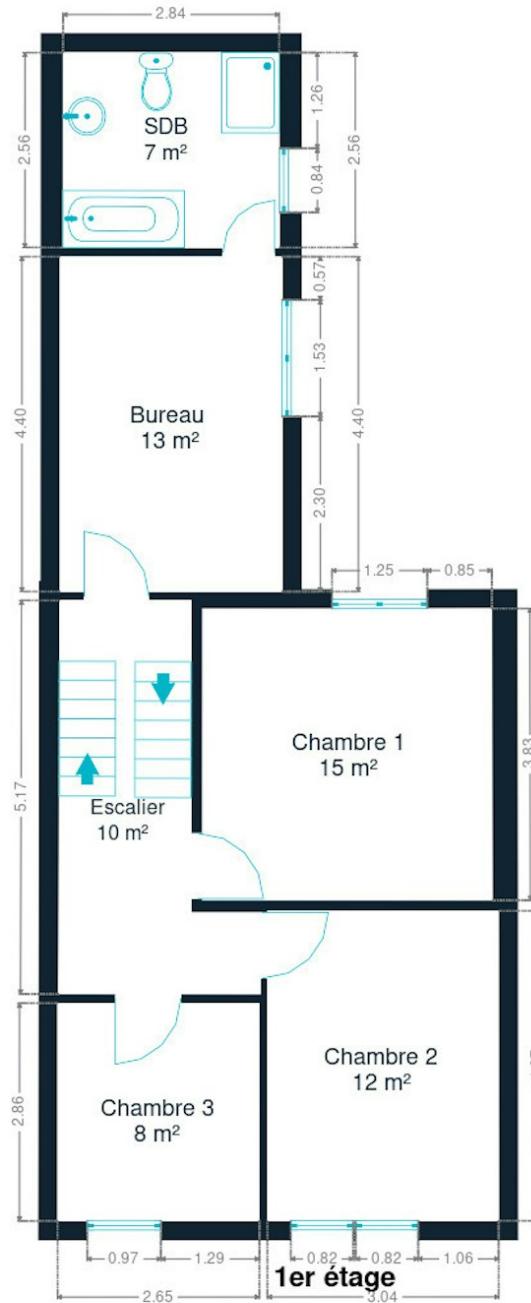 2.84
2.56
1.26
0.84
2.56
SDB
7 m²
0.57
1.53
2.30
4.40
4.40
Bureau
13 m²
1.25
0.85
5.17
Chambre 1
15 m²
3.83
Escalier
10 m²
Chambre 2
12 m²
2.86
Chambre 3
8 m²
0.97
1.29
0.82
0.82
1.06
1er étage
2.65
3.04